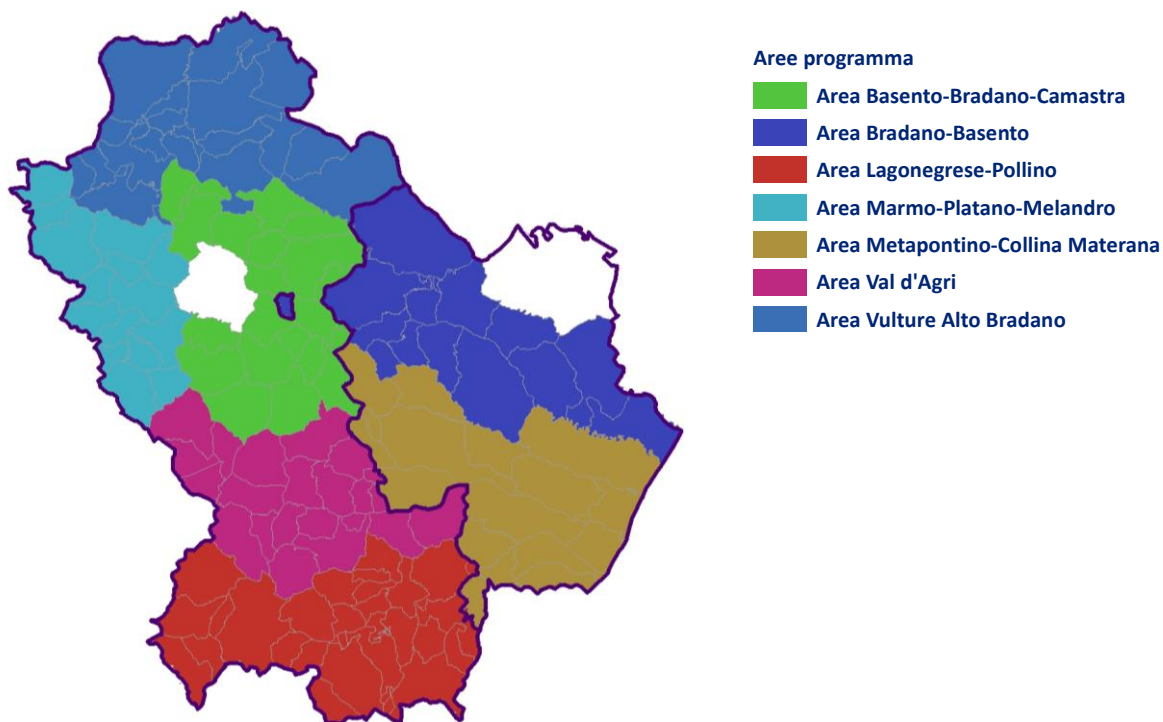 Aree programma
Area Basento-Bradano-Camastra
Area Bradano-Basento
Area Lagonegrese-Pollino
Area Marmo-Platano-Melandro
Area Metapontino-Collina Materana
Area Val d'Agri
Area Vulture Alto Bradano